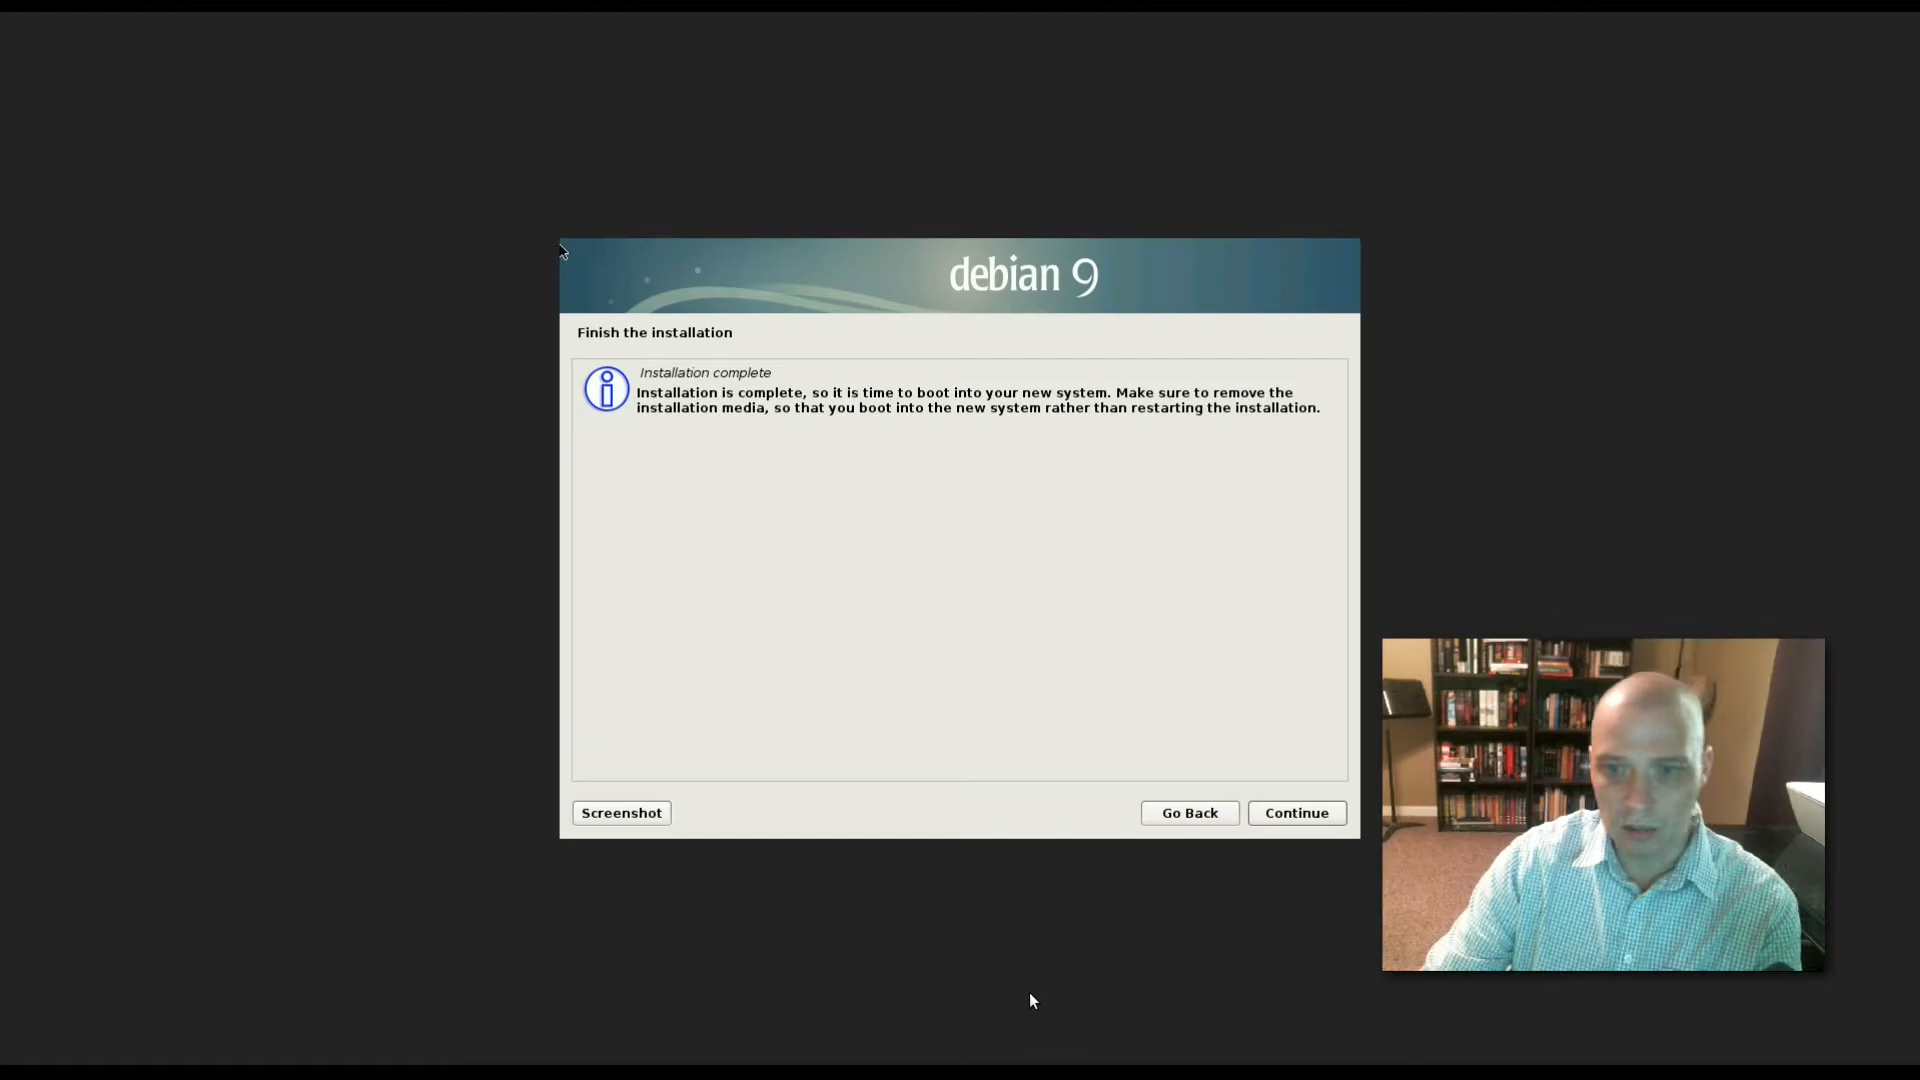 debian 9
Finish the installation
Installation complete
Installation is complete, so it is time to boot into your new system. Make sure to remove the
installation media, so that you boot into the new system rather than restarting the installation.
Screenshot
Go Back
Continue